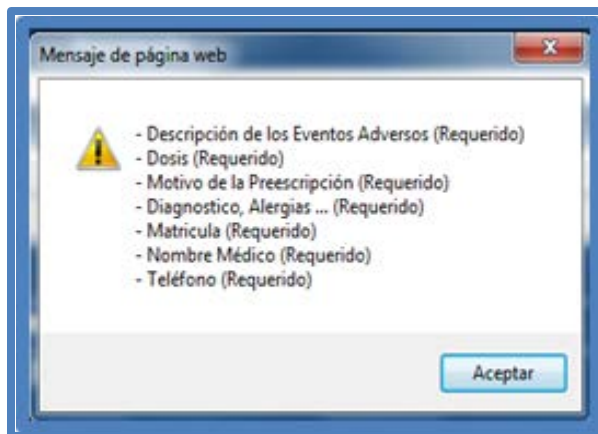 Mensaje de página web
- Descripción de los Eventos Adversos (Requerido)
- Dosis (Requerido)
- Motivo de la Preescripción (Requerido)
- Diagnostico, Alergias ... (Requerido)
- Matricula (Requerido)
- Nombre Médico (Requerido)
- Teléfono (Requerido)
Aceptar